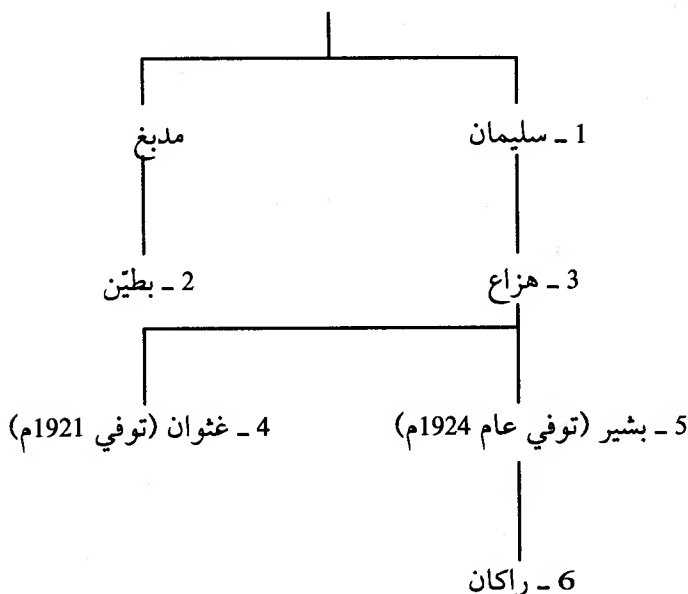 1 ـ سليمان
مدبغ
3 ـ هزاع
2 ـ بطيّن
5 ـ بشير (توفي عام 1924م)
4 ـ غثوان (توفي 1921م)
6 ـ راكان